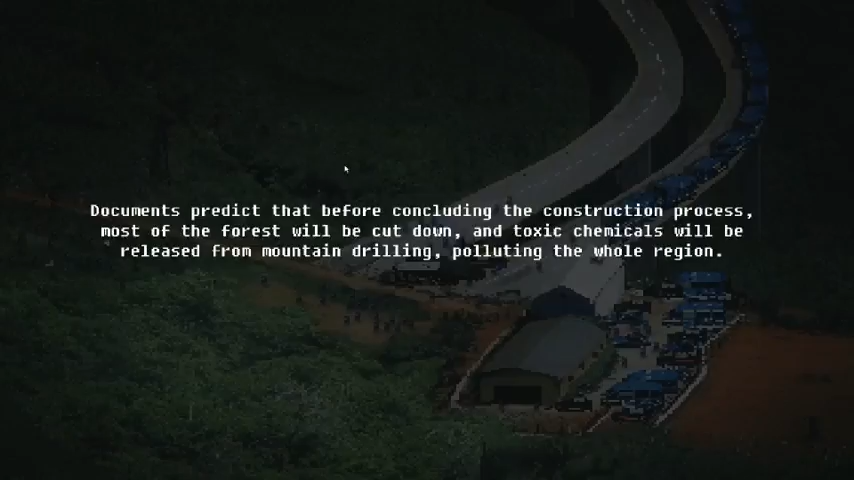 Documents predict that before concluding the construction process,
most of the forest will be cut down, and toxic chemicals will be
released from mountain drilling, polluting the whole region.